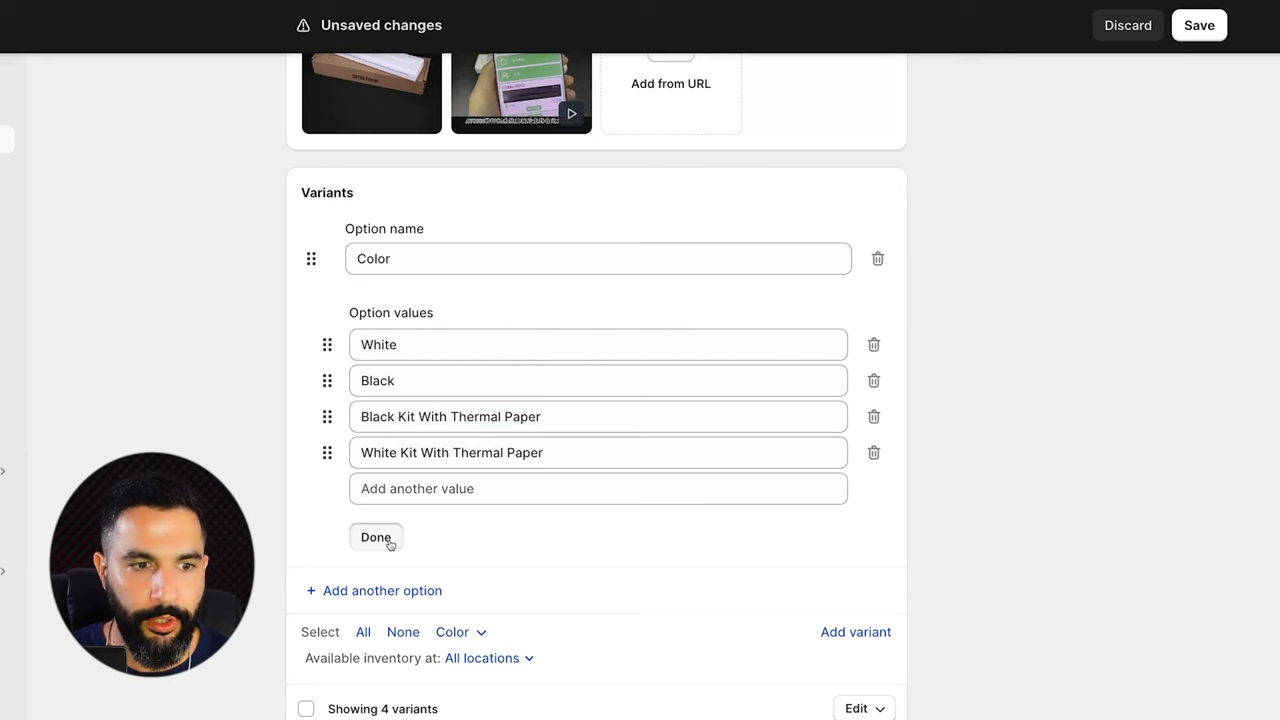 Unsaved changes
Discard
Save
Add from URL
Variants
Option name
Color
Option values
White
Black
Black Kit With Thermal Paper
White Kit With Thermal Paper
Add another value
Done
+ Add another option
Select All None Color
Add variant
Available inventory at: All locations
Showing 4 variants
Edit